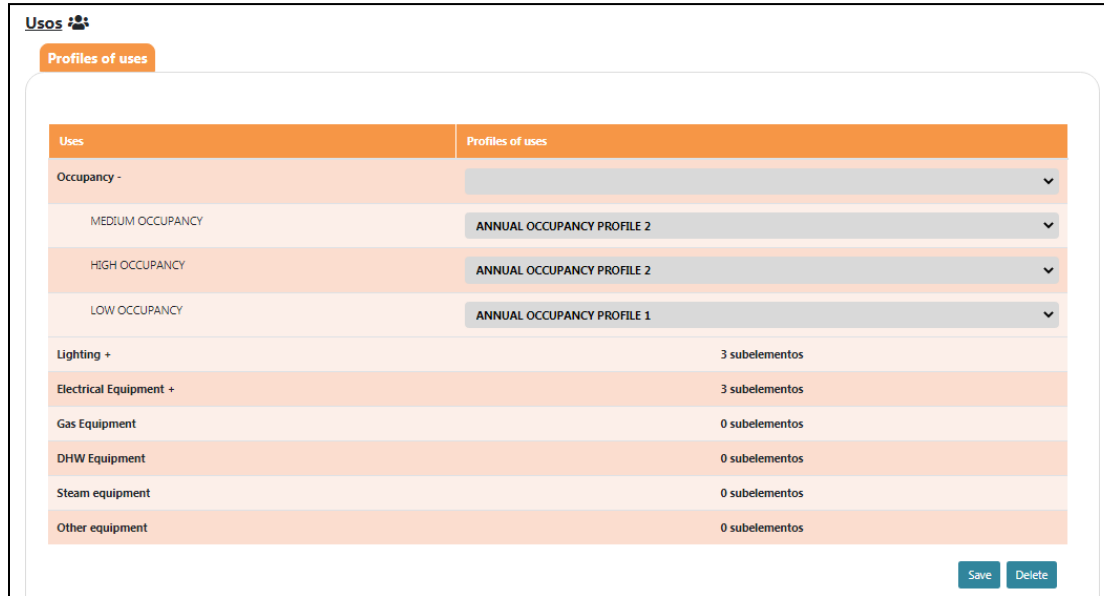 Usos
Profiles of uses
Uses Profiles of uses
Occupancy -
MEDIUM OCCUPANCY ANNUAL OCCUPANCY PROFILE 2
HIGH OCCUPANCY ANNUAL OCCUPANCY PROFILE 2
LOW OCCUPANCY ANNUAL OCCUPANCY PROFILE 1
Lighting + 3 subelementos
Electrical Equipment + 3 subelementos
Gas Equipment 0 subelementos
DHW Equipment 0 subelementos
Steam equipment 0 subelementos
Other equipment 0 subelementos
Save Delete